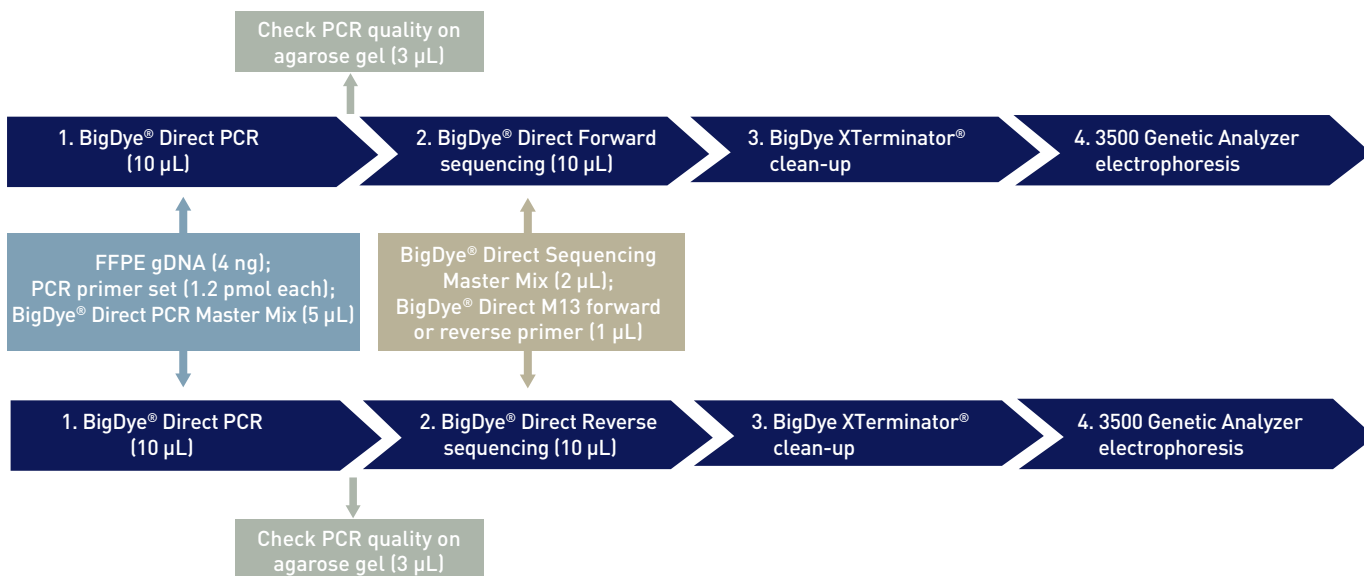 Check PCR quality on
agarose gel (3 µL)
1. BigDye® Direct PCR
(10 µL)
2. BigDye® Direct Forward
sequencing (10 µL)
3. BigDye XTerminator®
clean-up
4. 3500 Genetic Analyzer
electrophoresis
FFPE gDNA (4 ng);
PCR primer set (1.2 pmol each);
BigDye® Direct PCR Master Mix (5 µL)
BigDye® Direct Sequencing
Master Mix (2 µL);
BigDye® Direct M13 forward
or reverse primer (1 µL)
1. BigDye® Direct PCR
(10 µL)
2. BigDye® Direct Reverse
sequencing (10 µL)
3. BigDye XTerminator®
clean-up
4. 3500 Genetic Analyzer
electrophoresis
Check PCR quality on
agarose gel (3 µL)